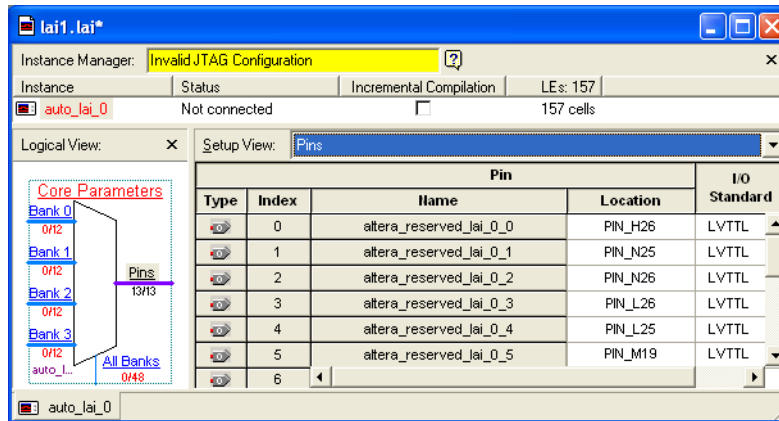 lai1.lai*
Instance Manager: Invalid JTAG Configuration
Instance Status Incremental Compilation LEs: 157
auto_lai_0 Not connected 157 cells
Logical View: Setup View: Pins
Core Parameters
Bank 0
0/12
Bank 1
0/12
Bank 2
0/12
Bank 3
0/12
auto_l...
Pins
13/13
All Banks
0/48
Pin I/O Standard
Type Index Name Location
0 altera_reserved_lai_0_0 PIN_H26 LVTTL
1 altera_reserved_lai_0_1 PIN_N25 LVTTL
2 altera_reserved_lai_0_2 PIN_N26 LVTTL
3 altera_reserved_lai_0_3 PIN_L26 LVTTL
4 altera_reserved_lai_0_4 PIN_L25 LVTTL
5 altera_reserved_lai_0_5 PIN_M19 LVTTL
6
auto_lai_0